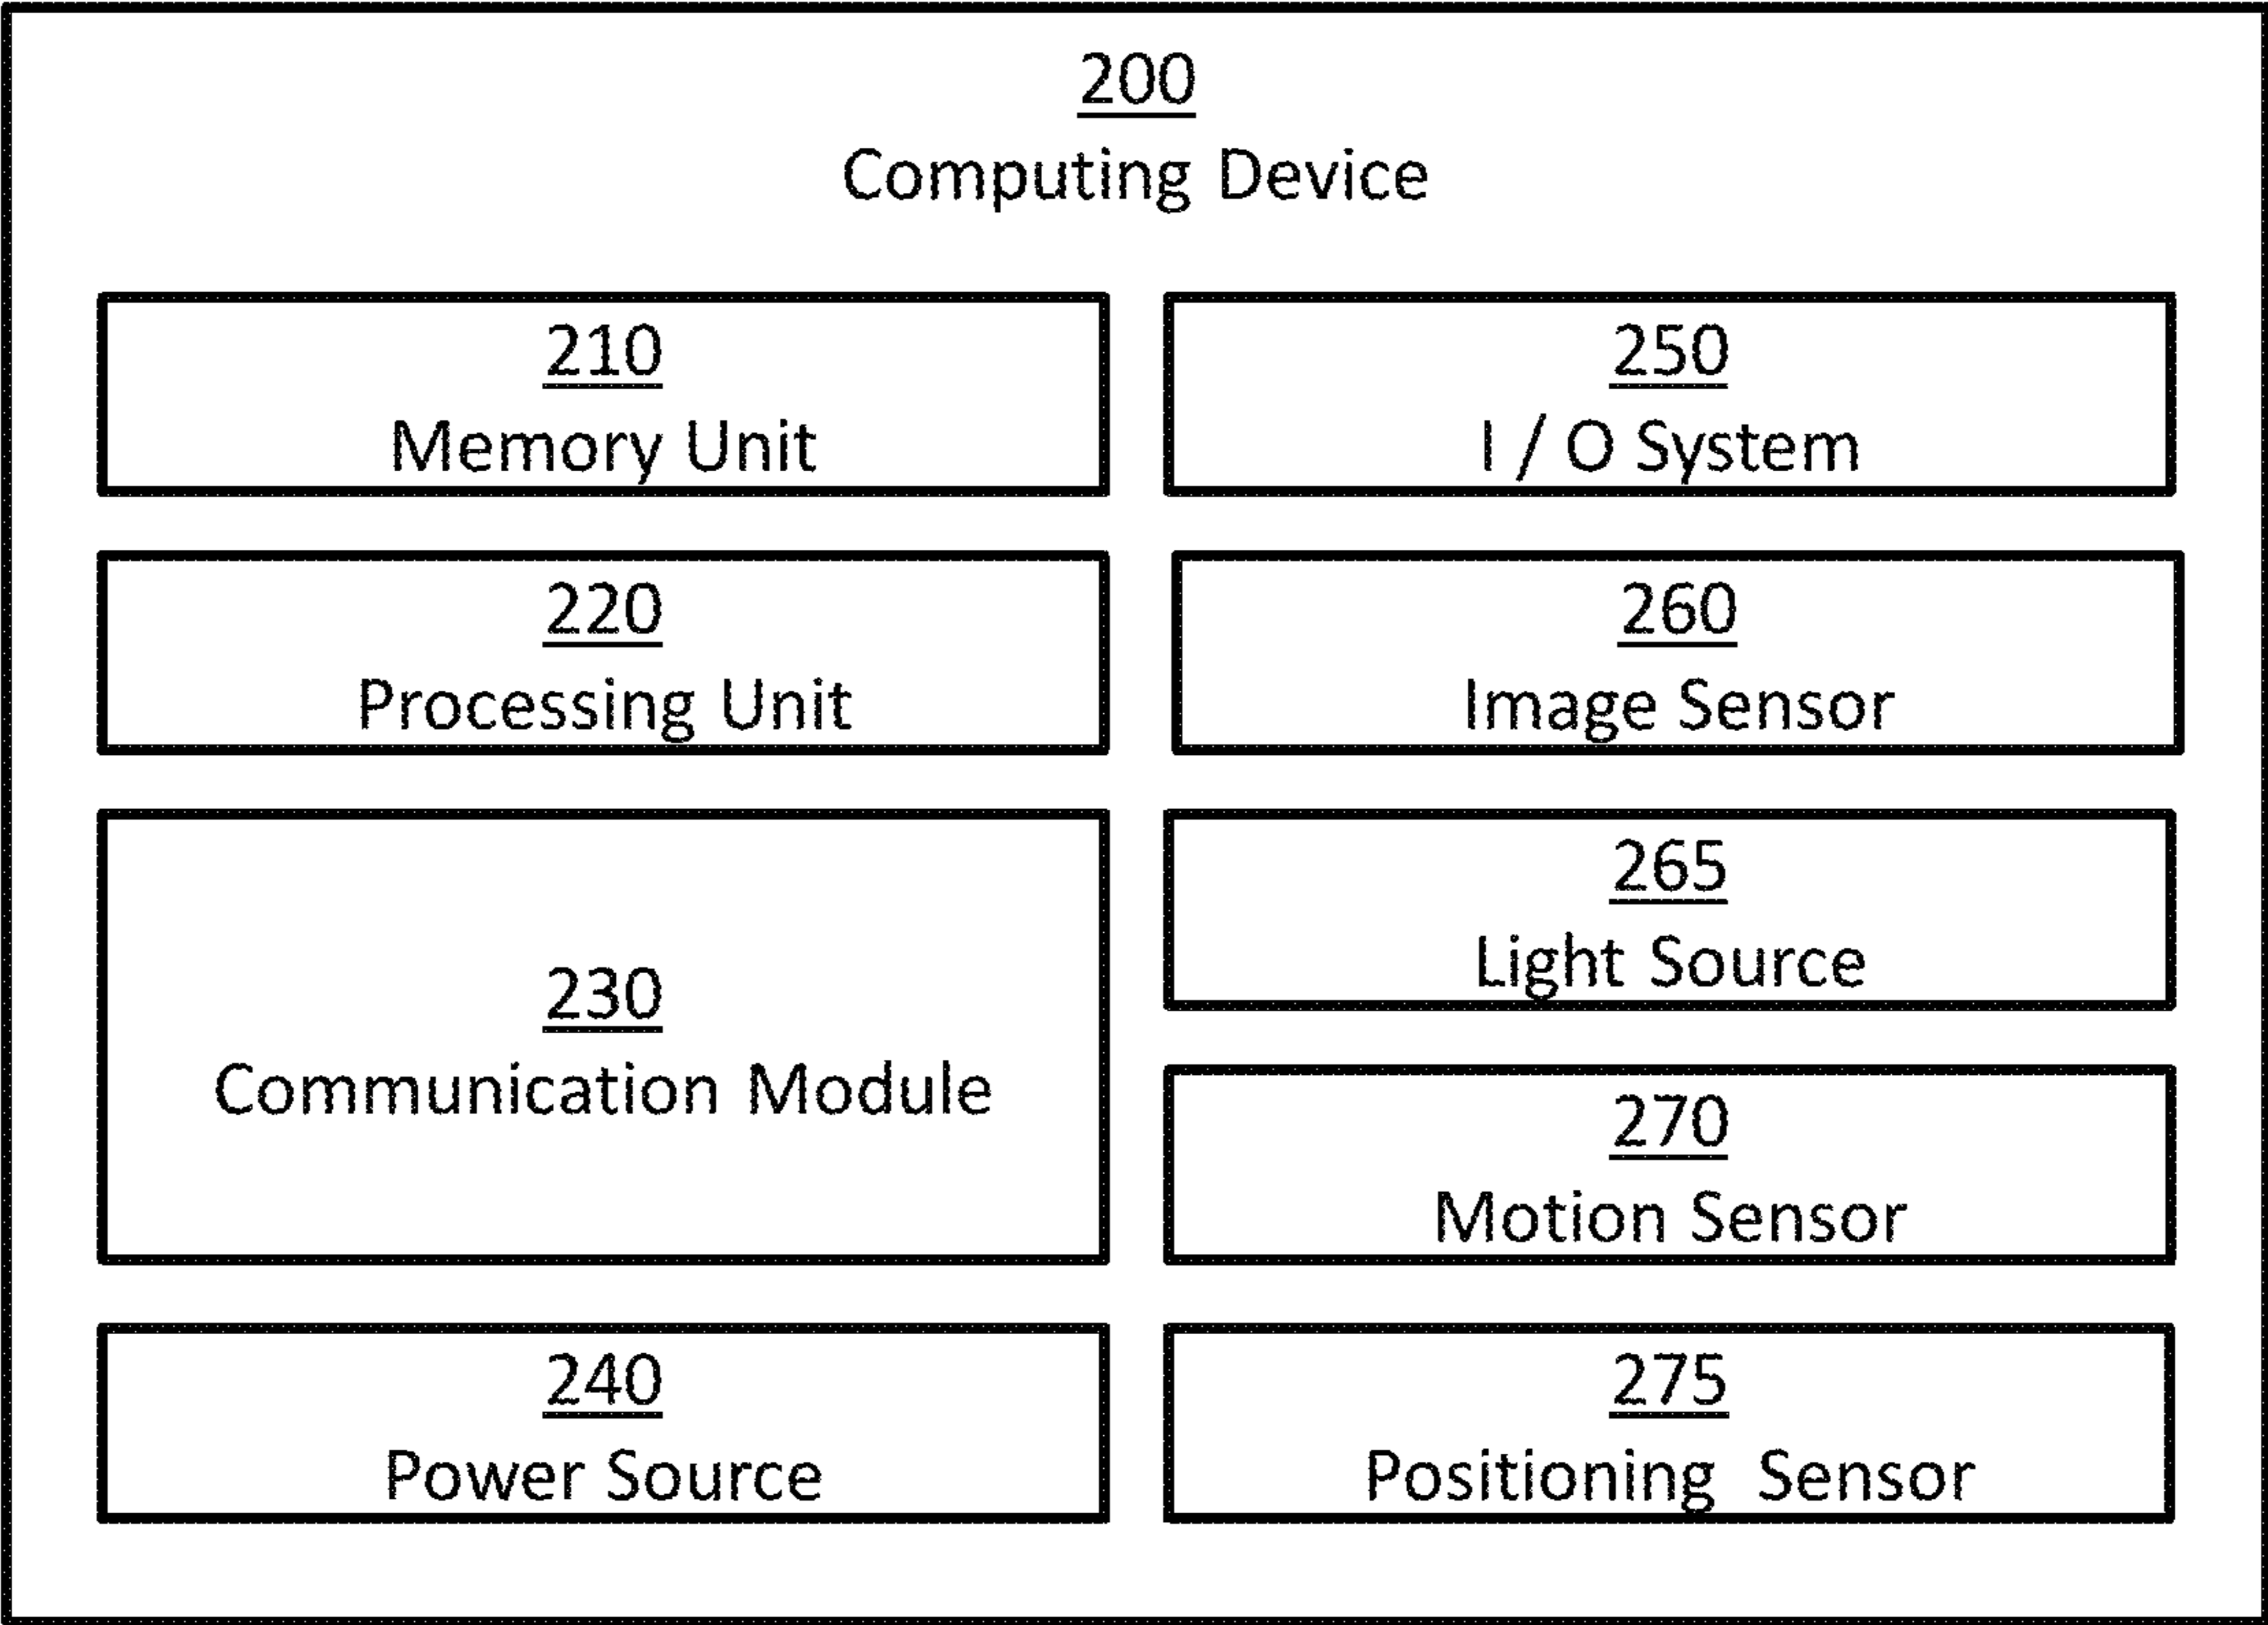 200
Computing Device
210
Memory Unit
220
Processing Unit
230
Communication Module
240
Power Source
250
I / O System
260
Image Sensor
265
Light Source
270
Motion Sensor
275
Positioning Sensor